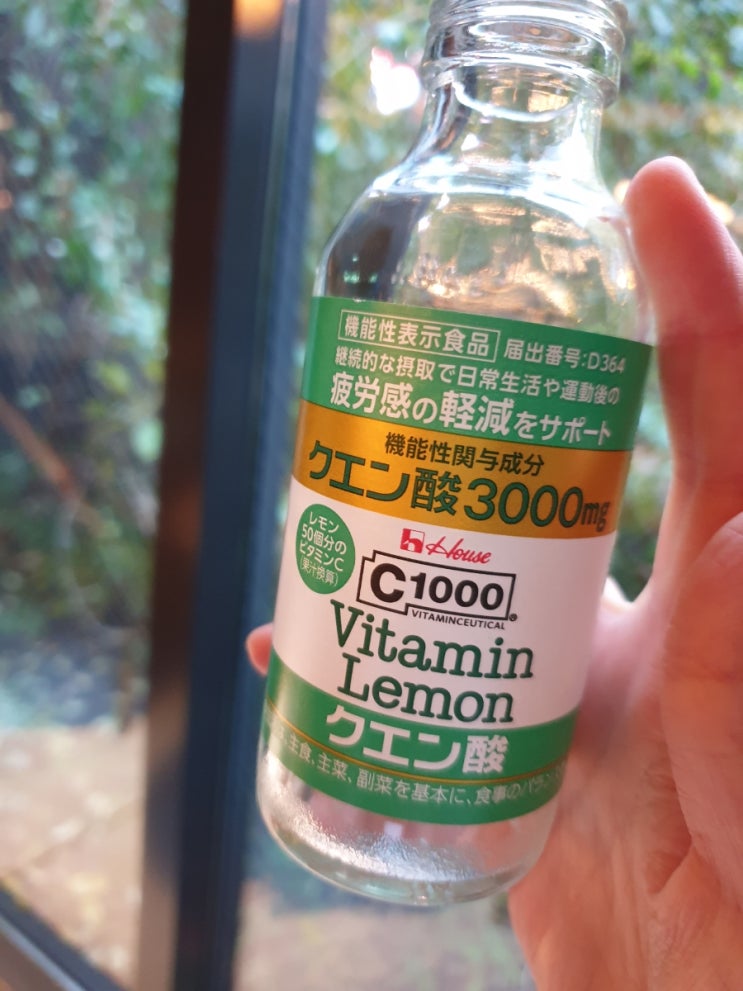 機能性表示食品 届出番号:D364
継続的な摂取で日常生活や運動後の
疲労感の軽減をサポート
機能性関与成分
クエン酸3000mg
レモン
50個分の
ビタミンC
(果汁換算)
House
C1000
VITAMINCEUTICAL®
Vitamin
Lemon
クエン酸
主食、主菜、副菜を基本に、食事のバラン